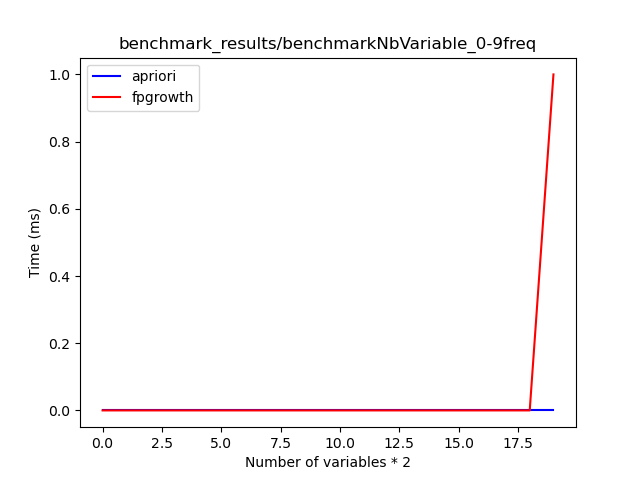 benchmark_results/benchmarkNbVariable_0-9freq
apriori
fpgrowth
1.0
0.8
0.6
0.4
0.2
0.0
Time (ms)
0.0 2.5 5.0 7.5 10.0 12.5 15.0 17.5
Number of variables * 2